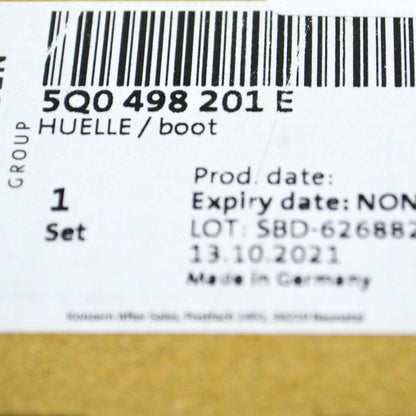 GROUP
5Q0 498 201 E
HUELLE / boot
1
Set
Prod. date:
Expiry date: NON
LOT: SBD-626882
13.10.2021
Made in Germany